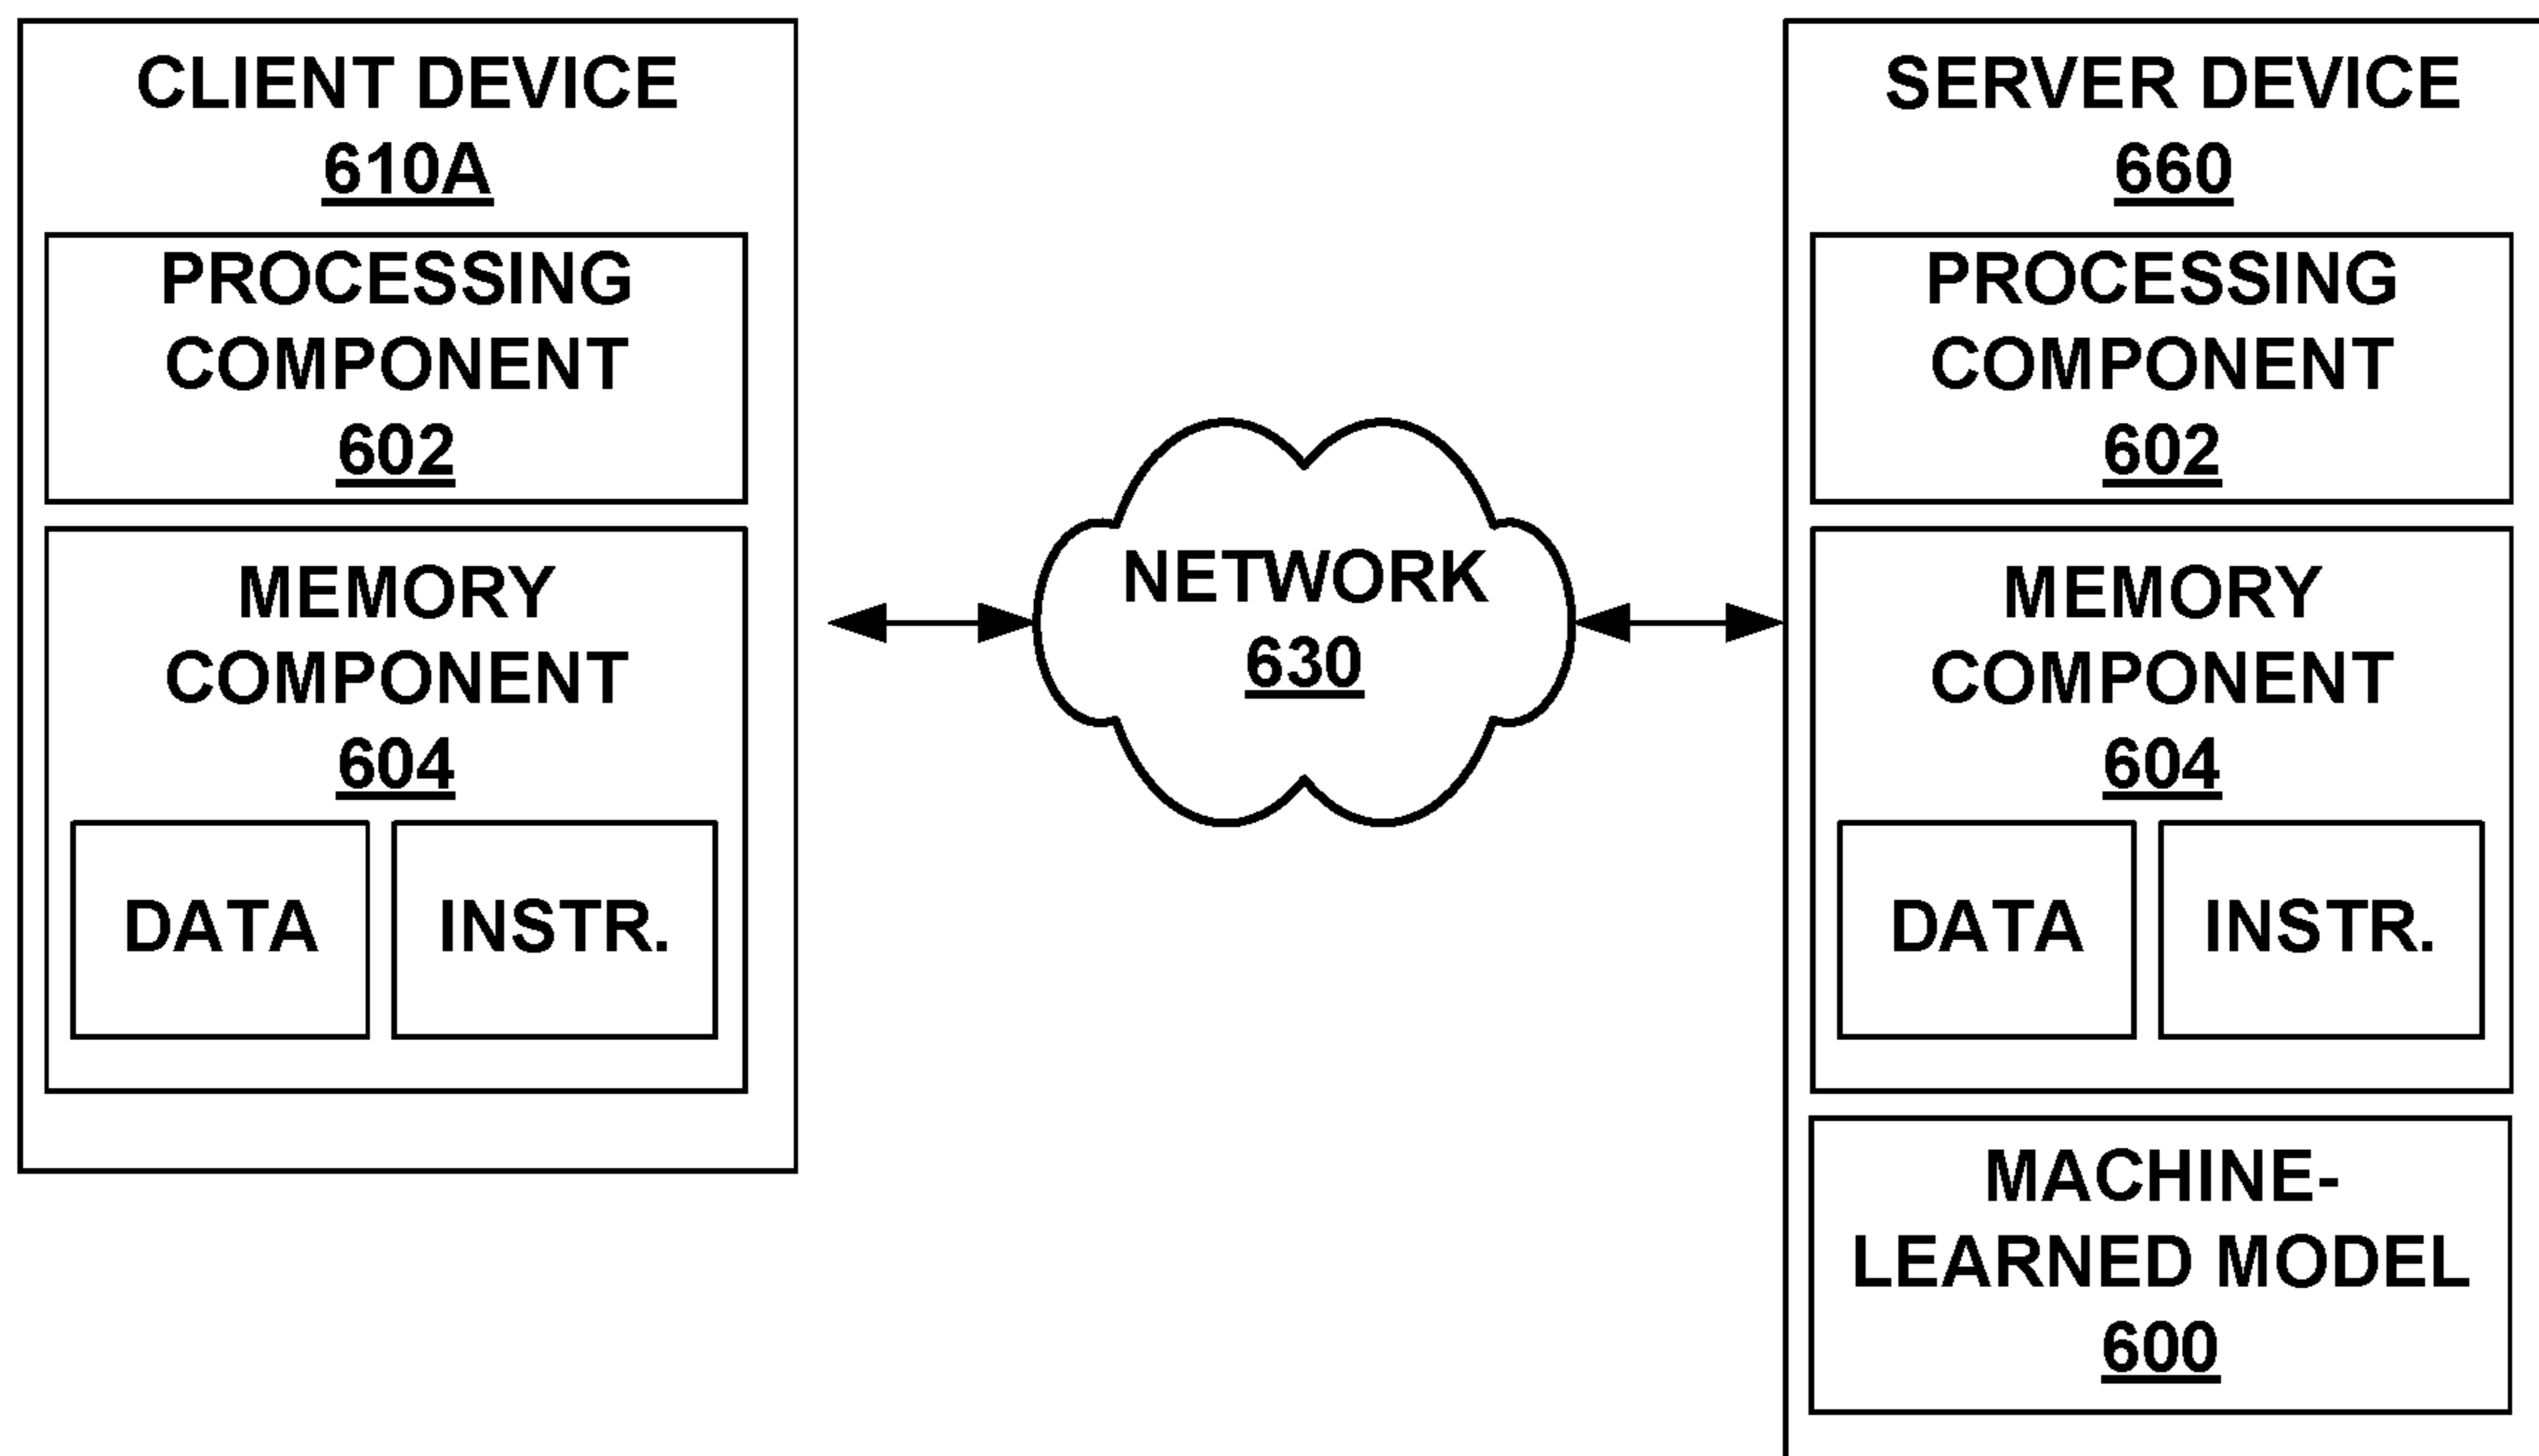 CLIENT DEVICE
610A
PROCESSING
COMPONENT
602
MEMORY
COMPONENT
604
DATA
INSTR.
NETWORK
630
SERVER DEVICE
660
PROCESSING
COMPONENT
602
MEMORY
COMPONENT
604
DATA
INSTR.
MACHINE-
LEARNED MODEL
600